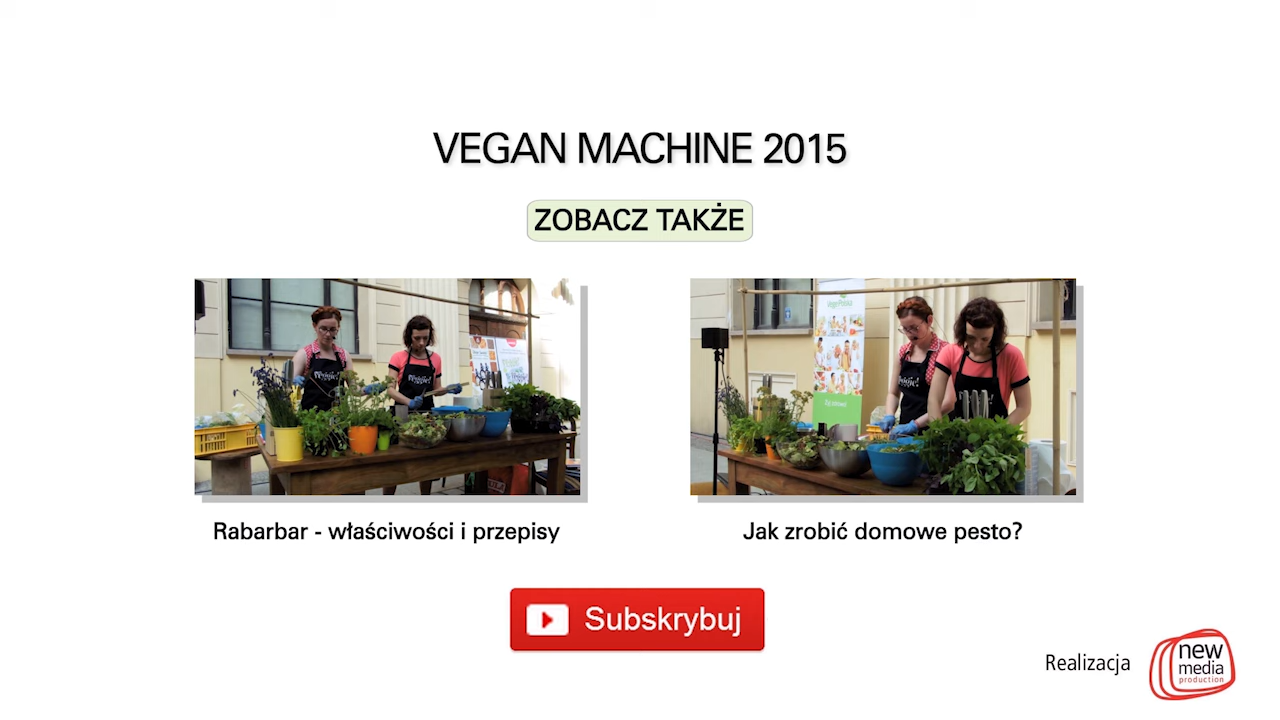 VEGAN MACHINE 2015
ZOBACZ TAKŻE
Rabarbar - właściwości i przepisy
Jak zrobić domowe pesto?
Subskrybuj
Realizacja
new
media
production